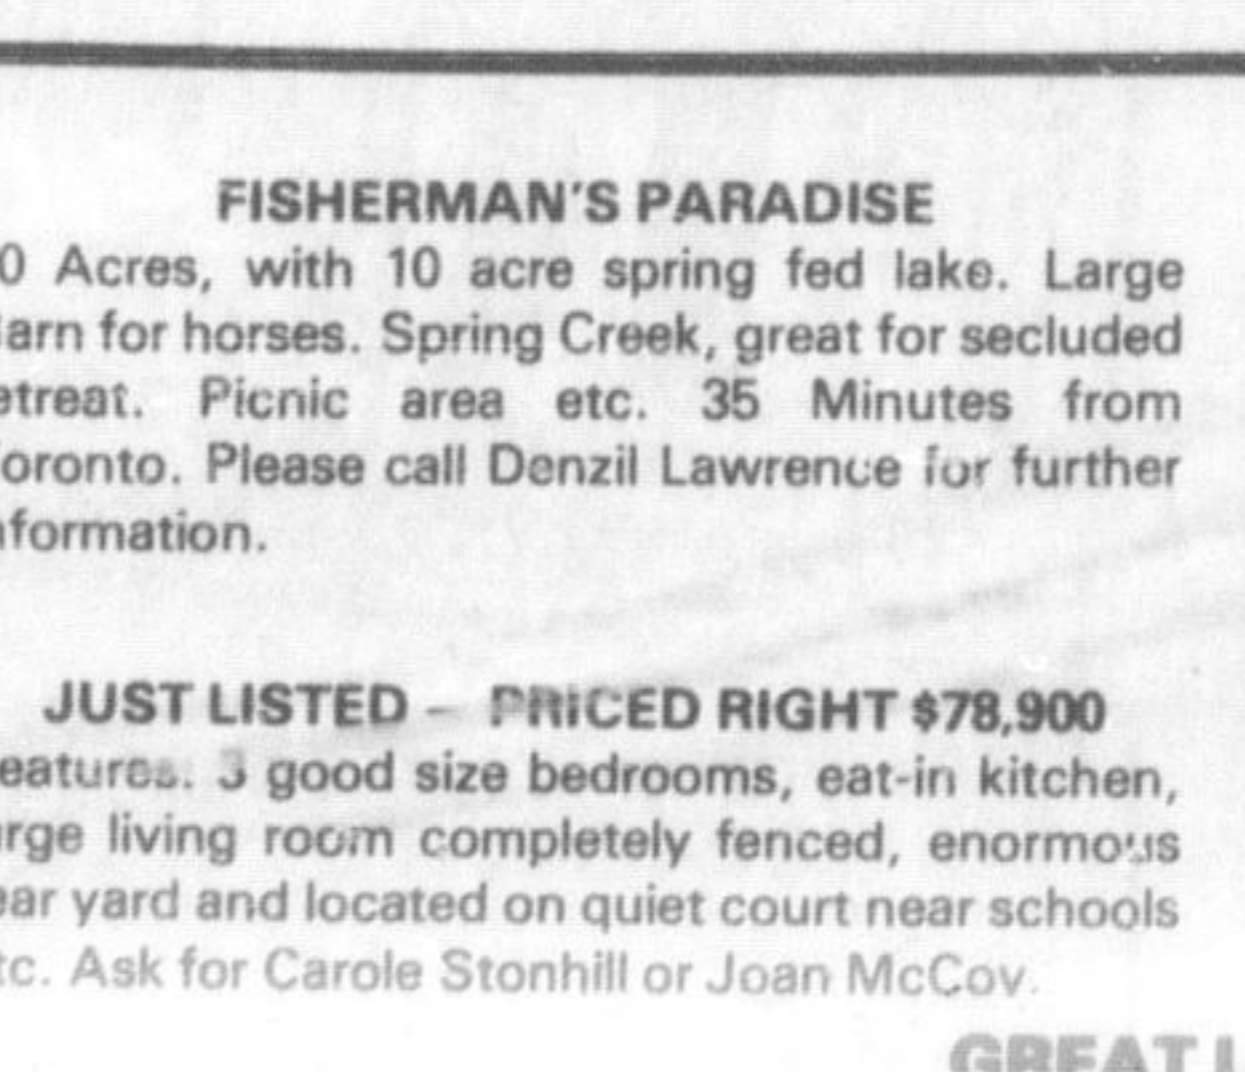 FISHERMAN'S PARADISE
0 Acres, with 10 acre spring fed lake. Large
arn for horses. Spring Creek, great for secluded
etreat. Picnic area etc. 35 Minutes from
oronto. Please call Denzil Lawrence for further
nformation.
JUST LISTED – PRICED RIGHT $78,900
eatures. 3 good size bedrooms, eat-in kitchen,
rge living room completely fenced, enormous
ear yard and located on quiet court near schools
tc. Ask for Carole Stonhill or Joan McCoy.
GREAT